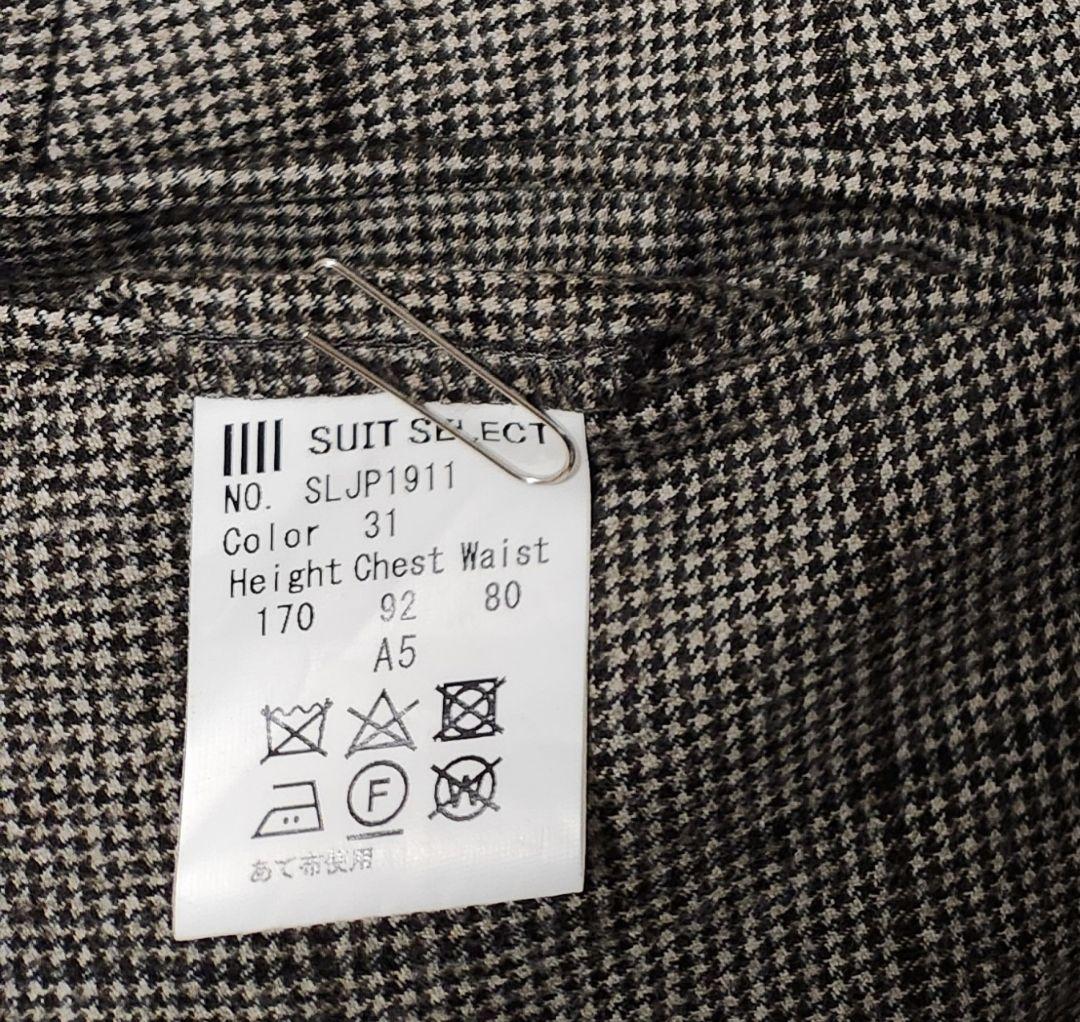 SUIT SELECT
NO. SLJP1911
Color 31
Height Chest Waist
170 92 80
A5
F W
あて布使用